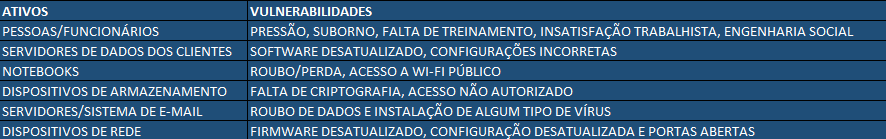 ATIVOS VULNERABILIDADES
PESSOAS/FUNCIONÁRIOS PRESSÃO, SUBORNO, FALTA DE TREINAMENTO, INSATISFAÇÃO TRABALHISTA, ENGENHARIA SOCIAL
SERVIDORES DE DADOS DOS CLIENTES SOFTWARE DESATUALIZADO, CONFIGURAÇÕES INCORRETAS
NOTEBOOKS ROUBO/PERDA, ACESSO A WI-FI PÚBLICO
DISPOSITIVOS DE ARMAZENAMENTO FALTA DE CRIPTOGRAFIA, ACESSO NÃO AUTORIZADO
SERVIDORES/SISTEMA DE E-MAIL ROUBO DE DADOS E INSTALAÇÃO DE ALGUM TIPO DE VÍRUS
DISPOSITIVOS DE REDE FIRMWARE DESATUALIZADO, CONFIGURAÇÃO DESATUALIZADA E PORTAS ABERTAS